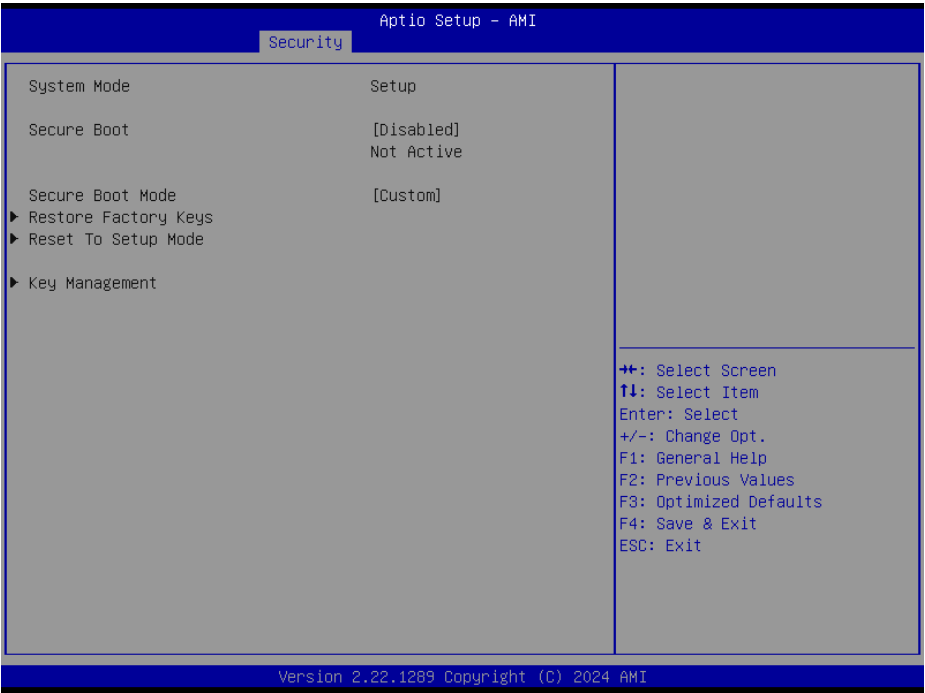 Aptio Setup – AMI
Security
System Mode Setup
Secure Boot [Disabled]
Not Active
Secure Boot Mode [Custom]
▶ Restore Factory Keys
▶ Reset To Setup Mode
▶ Key Management
→←: Select Screen
↑↓: Select Item
Enter: Select
+/-: Change Opt.
F1: General Help
F2: Previous Values
F3: Optimized Defaults
F4: Save & Exit
ESC: Exit
Version 2.22.1289 Copyright (C) 2024 AMI